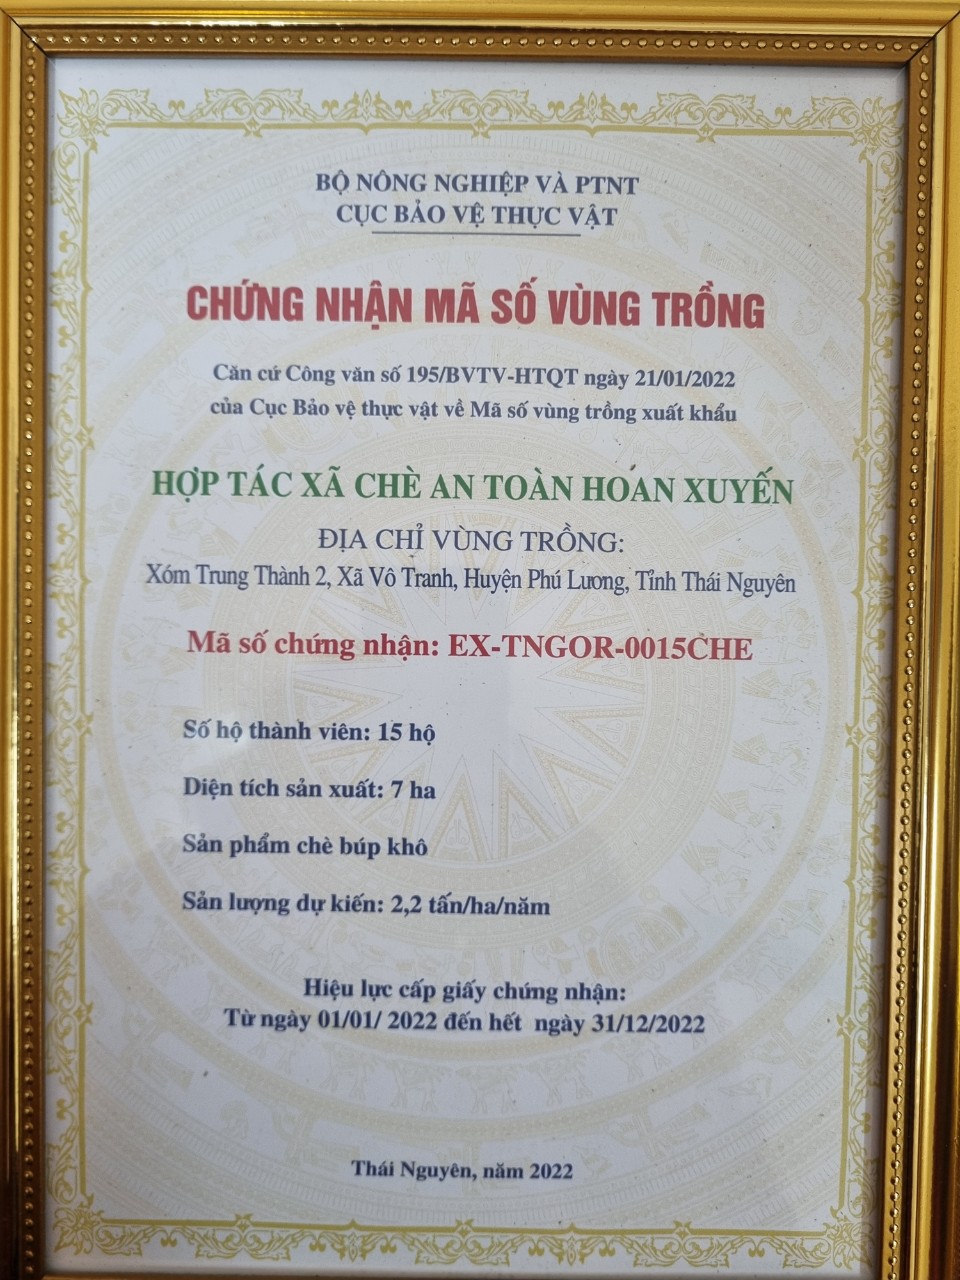 BỘ NÔNG NGHIỆP VÀ PTNT
CỤC BẢO VỆ THỰC VẬT
CHỨNG NHẬN MÃ SỐ VÙNG TRỒNG
Căn cứ Công văn số 195/BVTV-HTQT ngày 21/01/2022
của Cục Bảo vệ thực vật về Mã số vùng trồng xuất khẩu
HỢP TÁC XÃ CHÈ AN TOÀN HOAN XUYẾN
ĐỊA CHỈ VÙNG TRỒNG:
Xóm Trung Thành 2, Xã Vô Tranh, Huyện Phú Lương, Tỉnh Thái Nguyên
Mã số chứng nhận: EX-TNGOR-0015CHE
Số hộ thành viên: 15 hộ
Diện tích sản xuất: 7 ha
Sản phẩm chè búp khô
Sản lượng dự kiến: 2,2 tấn/ha/năm
Hiệu lực cấp giấy chứng nhận:
Từ ngày 01/01/ 2022 đến hết ngày 31/12/2022
Thái Nguyên, năm 2022